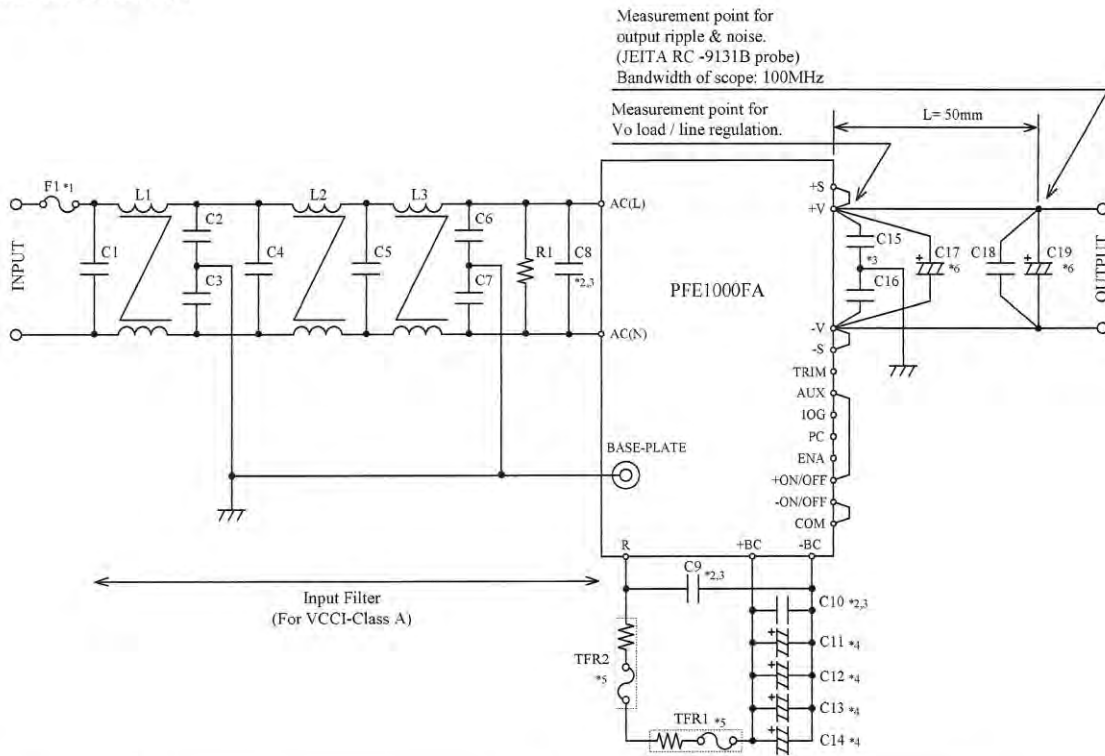 Measurement point for
output ripple & noise.
(JEITA RC -9131B probe)
Bandwidth of scope: 100MHz
Measurement point for
Vo load / line regulation.
L= 50mm
F1 *1
L1
L2
L3
C1
C2
C3
C4
C5
C6
C7
R1
C8
*2,3
INPUT
AC(L)
AC(N)
PFE1000FA
BASE-PLATE
+S
+V
-V
-S
TRIM
AUX
IOG
PC
ENA
+ON/OFF
-ON/OFF
COM
C15
*3
C16
+
C17
*6
C18
+
C19
*6
OUTPUT
R
+BC
-BC
Input Filter
(For VCCI-Class A)
C9 *2,3
C10 *2,3
+
C11 *4
+
C12 *4
+
C13 *4
+
C14 *4
TFR2
*5
TFR1 *5